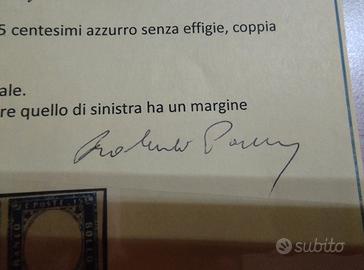 5 centesimi azzurro senza effigie, coppia
ale.
re quello di sinistra ha un margine
subito